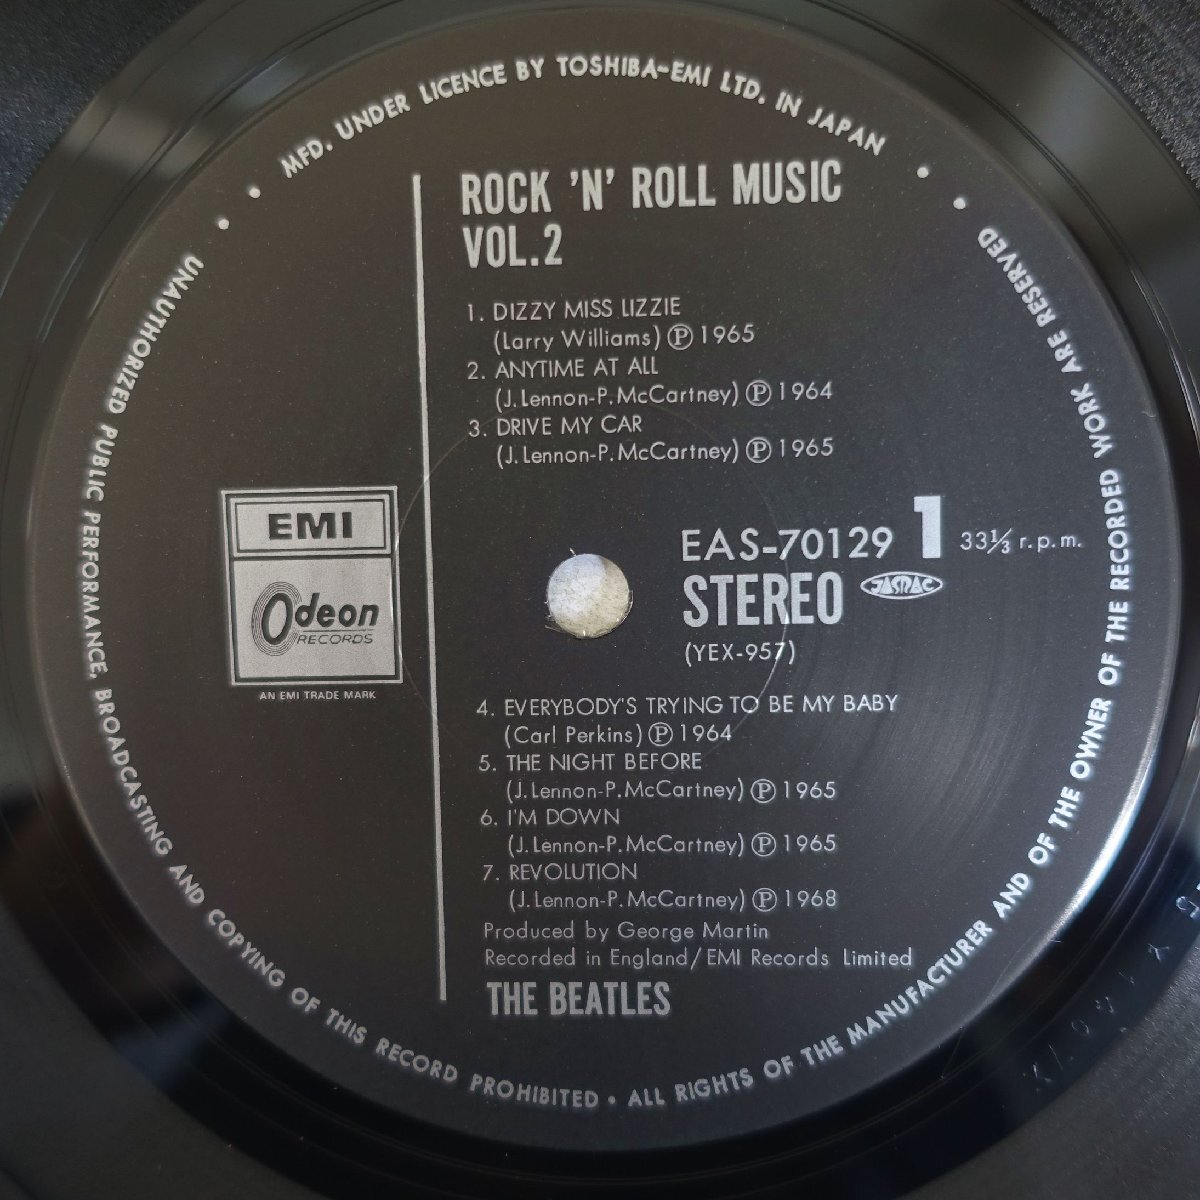 MFD. UNDER LICENCE BY TOSHIBA-EMI LTD. IN JAPAN
ROCK 'N' ROLL MUSIC
VOL.2
1. DIZZY MISS LIZZIE
(Larry Williams) Ⓟ 1965
2. ANYTIME AT ALL
(J. Lennon-P. McCartney) Ⓟ 1964
3. DRIVE MY CAR
(J. Lennon-P. McCartney) Ⓟ 1965
EMI
Odeon
RECORDS
AN EMI TRADE MARK
EAS-70129 1 33⅓ r.p.m.
STEREO JASRAC
(YEX-957)
4. EVERYBODY'S TRYING TO BE MY BABY
(Carl Perkins) Ⓟ 1964
5. THE NIGHT BEFORE
(J. Lennon-P. McCartney) Ⓟ 1965
6. I'M DOWN
(J. Lennon-P. McCartney) Ⓟ 1965
7. REVOLUTION
(J. Lennon-P. McCartney) Ⓟ 1968
Produced by George Martin
Recorded in England/EMI Records Limited
THE BEATLES
UNAUTHORIZED PUBLIC PERFORMANCE, BROADCASTING AND COPYING OF THIS RECORD PROHIBITED • ALL RIGHTS OF THE MANUFACTURER AND OF THE OWNER OF THE RECORDED WORK ARE RESERVED